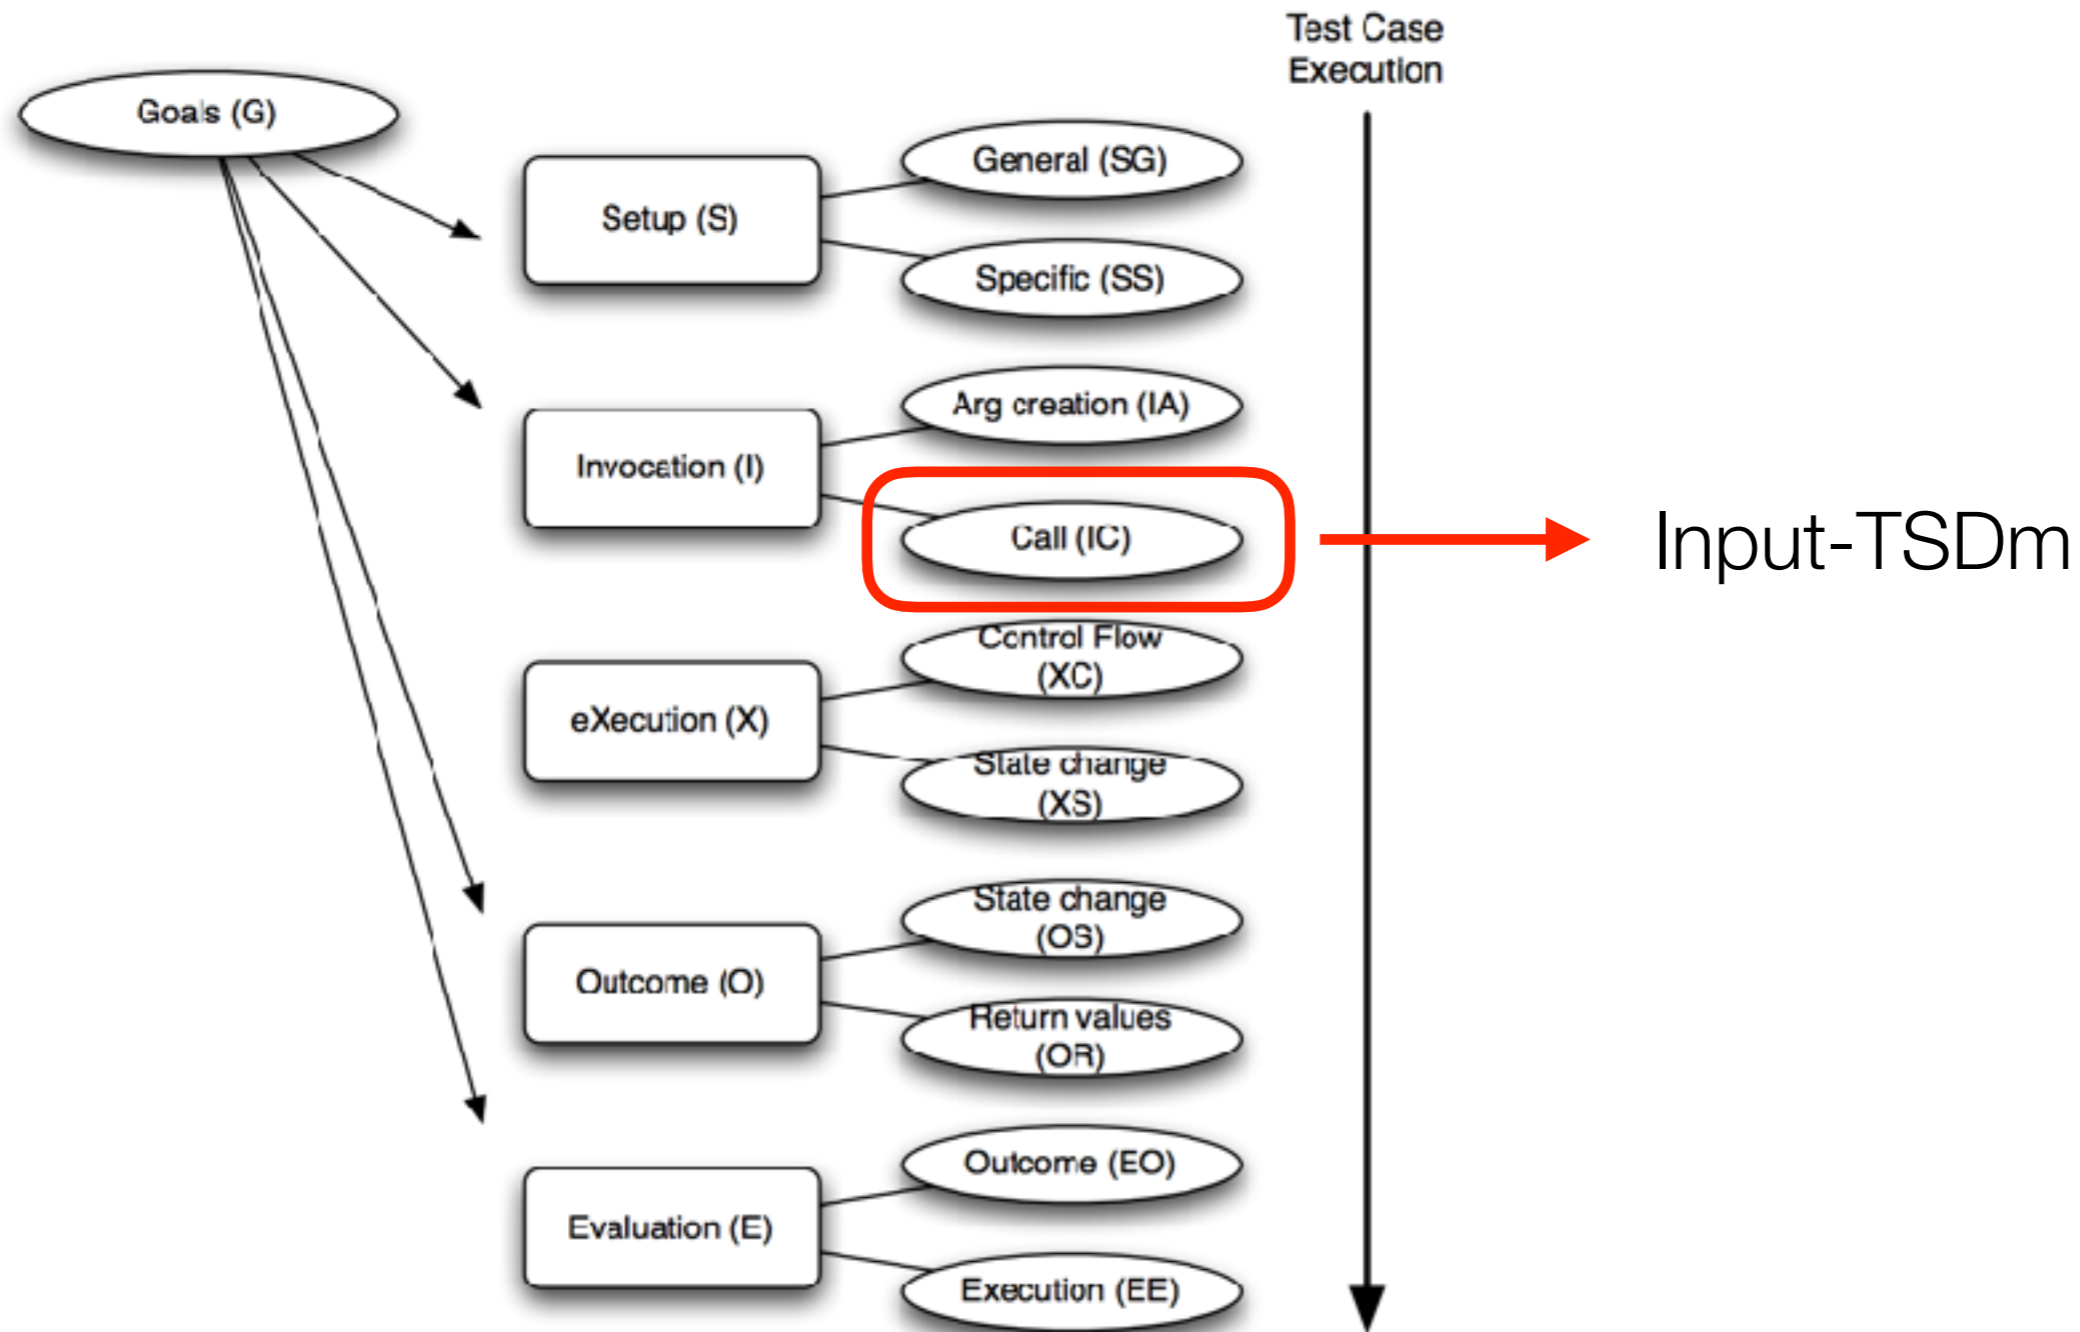 Test Case
Execution
Goals (G)
Setup (S)
General (SG)
Specific (SS)
Invocation (I)
Arg creation (IA)
Call (IC)
Input-TSDm
eXecution (X)
Control Flow
(XC)
State change
(XS)
Outcome (O)
State change
(OS)
Return values
(OR)
Evaluation (E)
Outcome (EO)
Execution (EE)